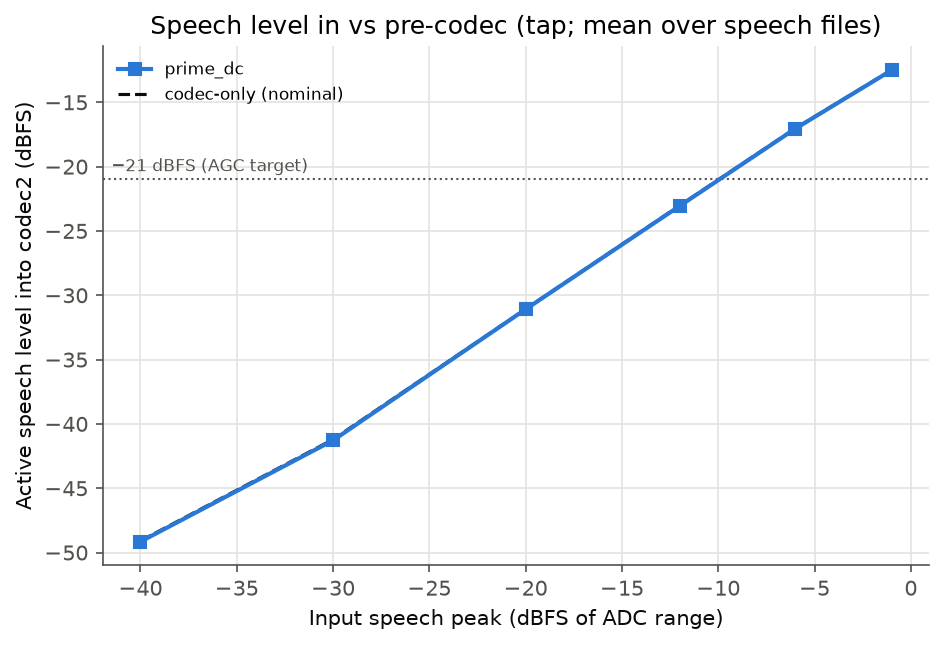 Speech level in vs pre-codec (tap; mean over speech files)
prime_dc
codec-only (nominal)
−21 dBFS (AGC target)
Active speech level into codec2 (dBFS)
−15
−20
−25
−30
−35
−40
−45
−50
−40 −35 −30 −25 −20 −15 −10 −5 0
Input speech peak (dBFS of ADC range)